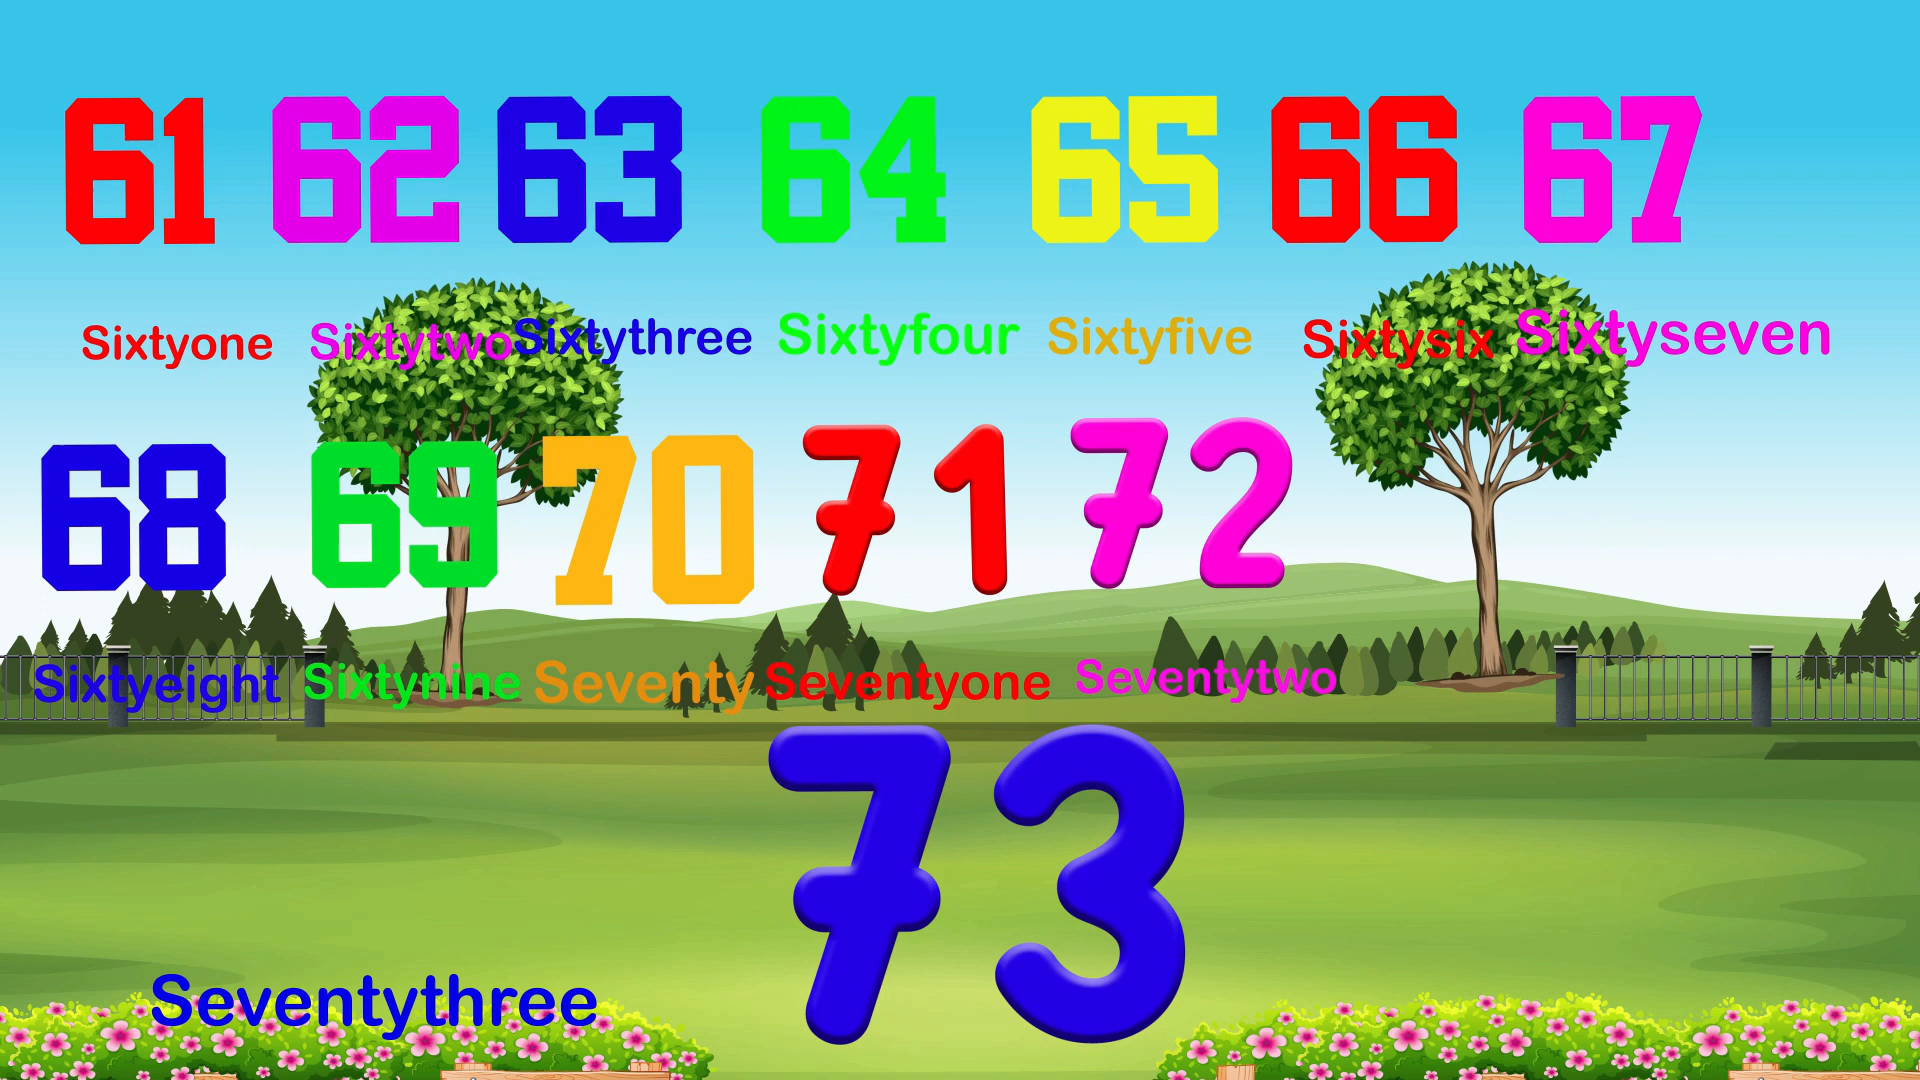 61 62 63 64 65 66 67
Sixtyone Sixtytwo Sixtythree Sixtyfour Sixtyfive Sixtysix Sixtyseven
68 69 70 71 72
Sixtyeight Sixtynine Seventy Seventyone Seventytwo
73
Seventythree